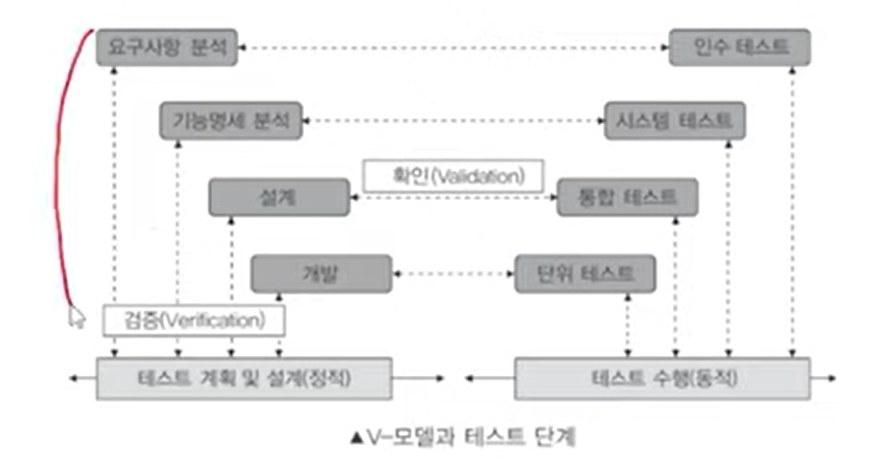 요구사항 분석
인수 테스트
기능명세 분석
시스템 테스트
확인(Validation)
설계
통합 테스트
개발
단위 테스트
검증(Verification)
테스트 계획 및 설계(정적)
테스트 수행(동적)
▲V-모델과 테스트 단계